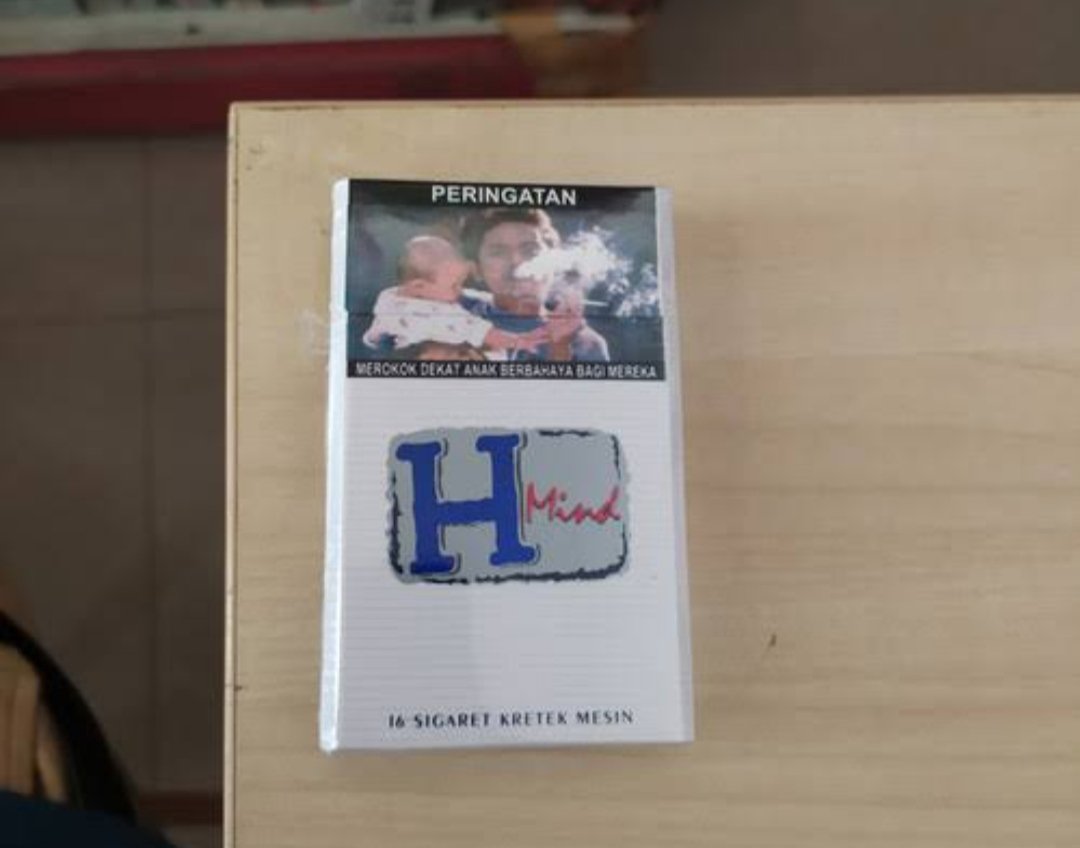 PERINGATAN
MEROKOK DEKAT ANAK BERBAHAYA BAGI MEREKA
H Mind
16 SIGARET KRETEK MESIN